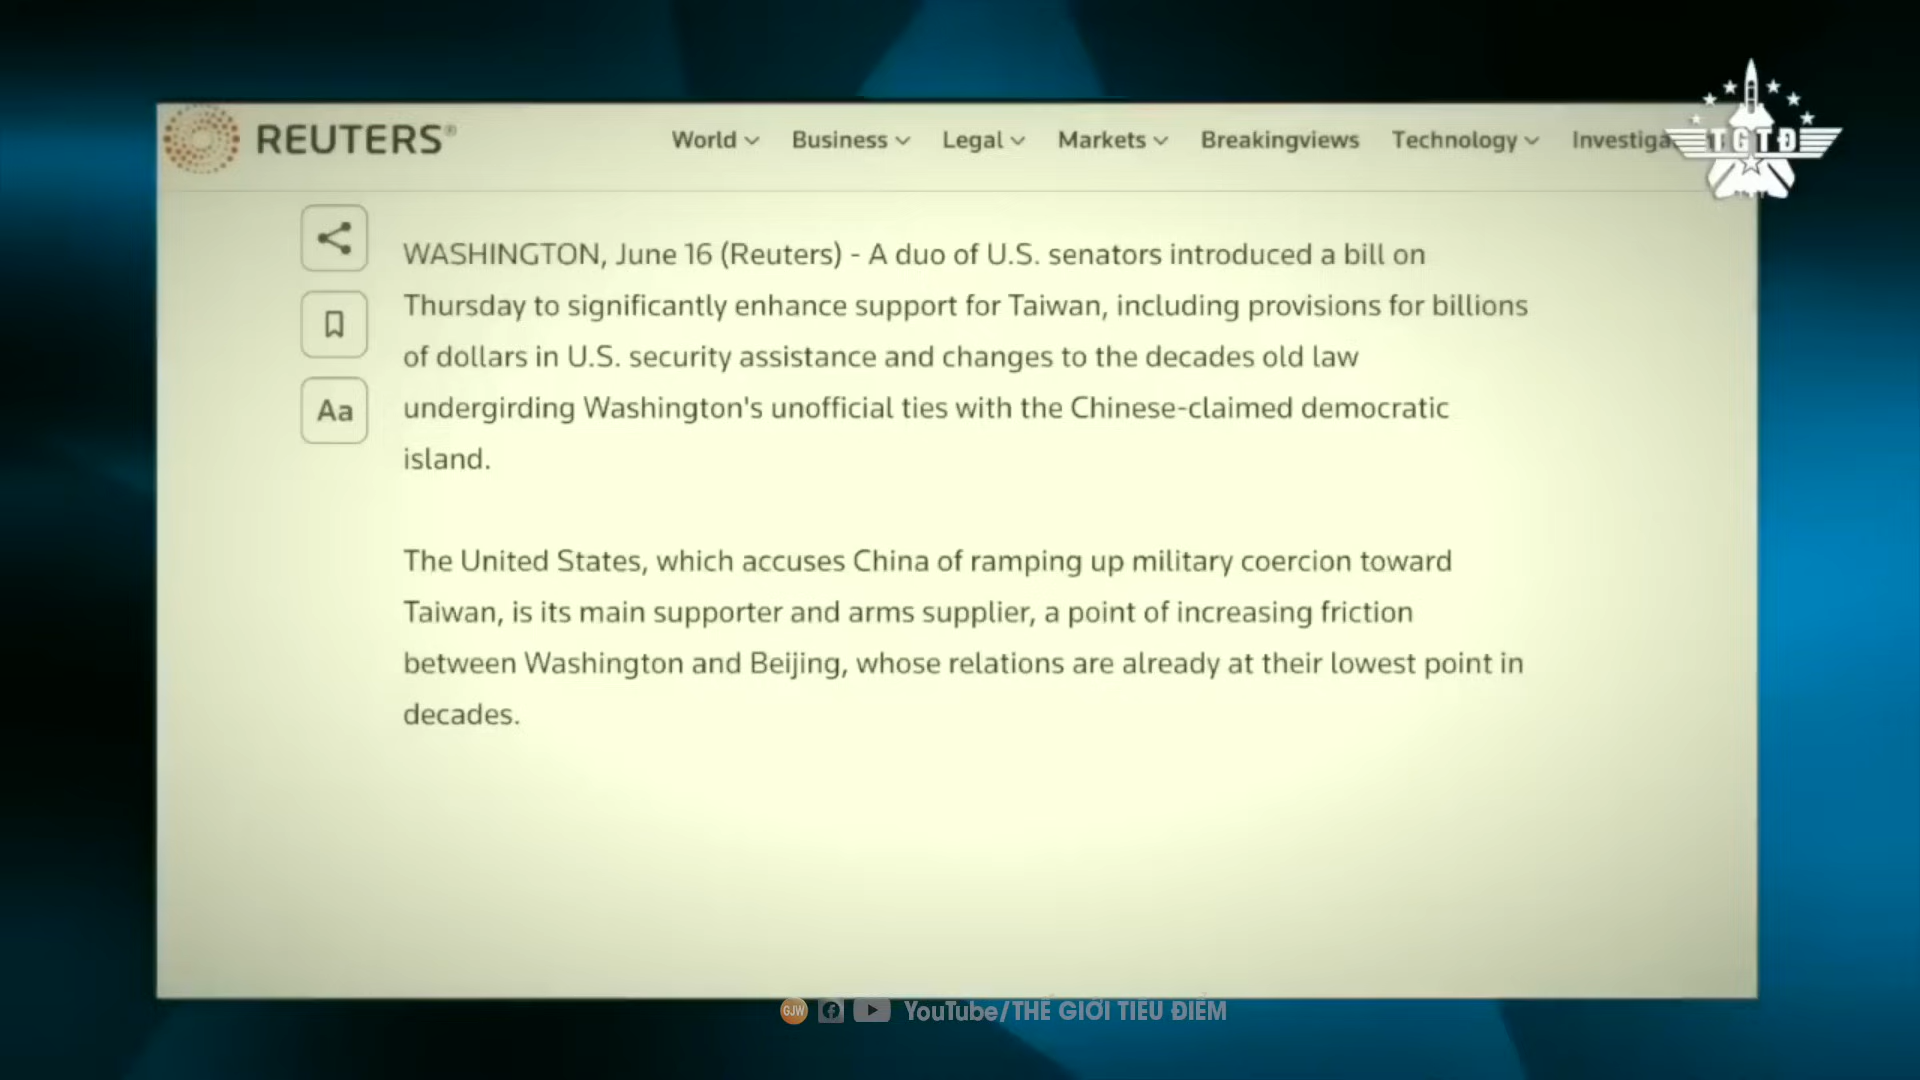 REUTERS®
World Business Legal Markets Breakingviews Technology Investiga
TGTĐ
WASHINGTON, June 16 (Reuters) - A duo of U.S. senators introduced a bill on
Thursday to significantly enhance support for Taiwan, including provisions for billions
of dollars in U.S. security assistance and changes to the decades old law
Aa
undergirding Washington's unofficial ties with the Chinese-claimed democratic
island.
The United States, which accuses China of ramping up military coercion toward
Taiwan, is its main supporter and arms supplier, a point of increasing friction
between Washington and Beijing, whose relations are already at their lowest point in
decades.
GJW YouTube/THẾ GIỚI TIÊU ĐIỂM